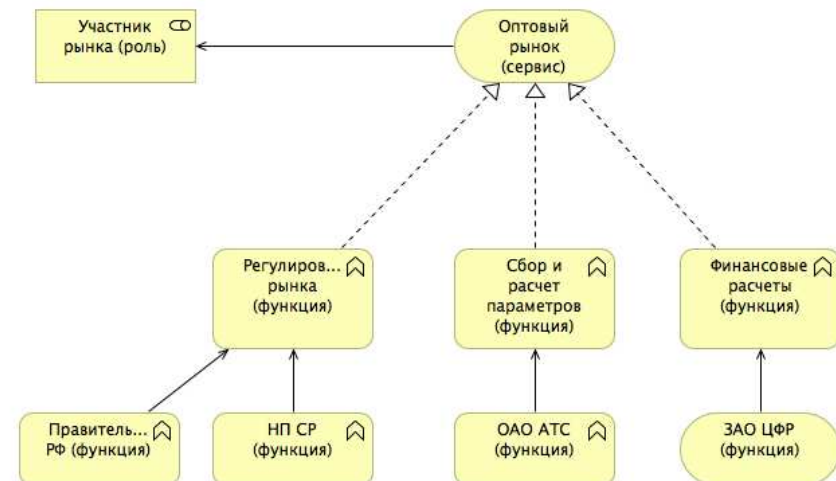 Участник
рынка (роль)
Оптовый
рынок
(сервис)
Регулиров...
рынка
(функция)
Сбор и
расчет
параметров
(функция)
Финансовые
расчеты
(функция)
Правитель...
РФ (функция)
НП СР
(функция)
ОАО АТС
(функция)
ЗАО ЦФР
(функция)